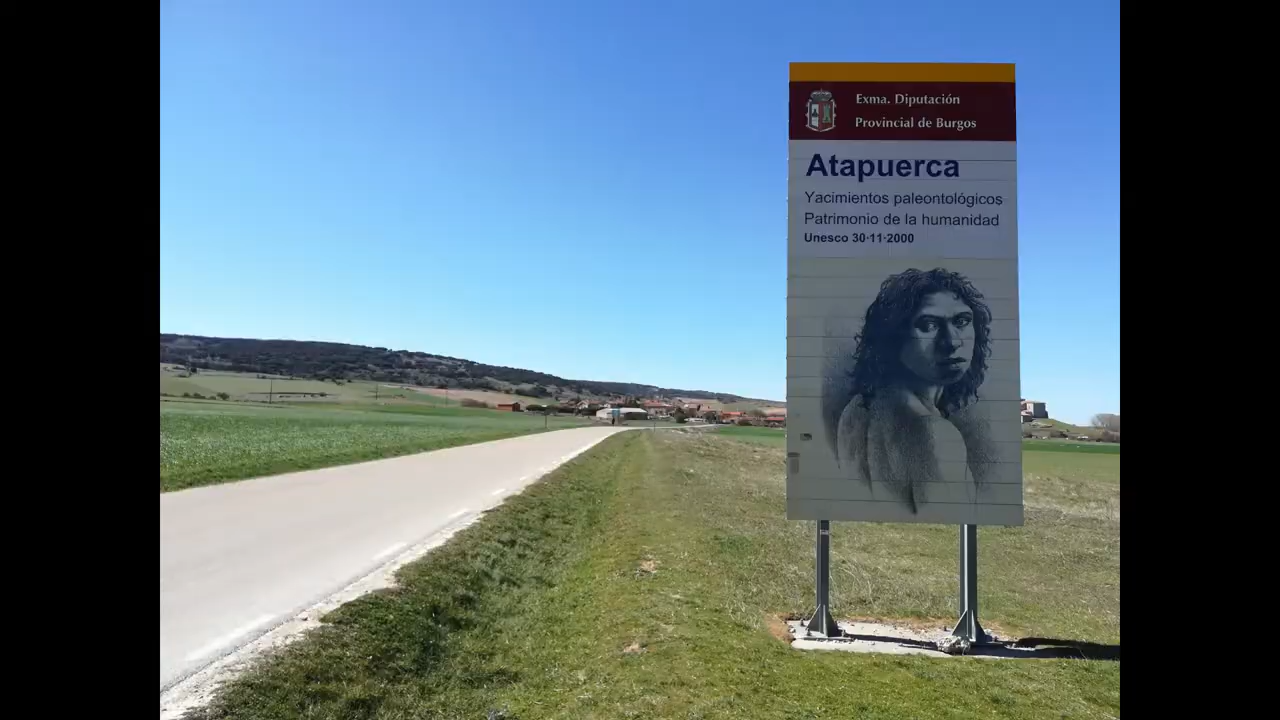 Exma. Diputación
Provincial de Burgos
Atapuerca
Yacimientos paleontológicos
Patrimonio de la humanidad
Unesco 30·11·2000